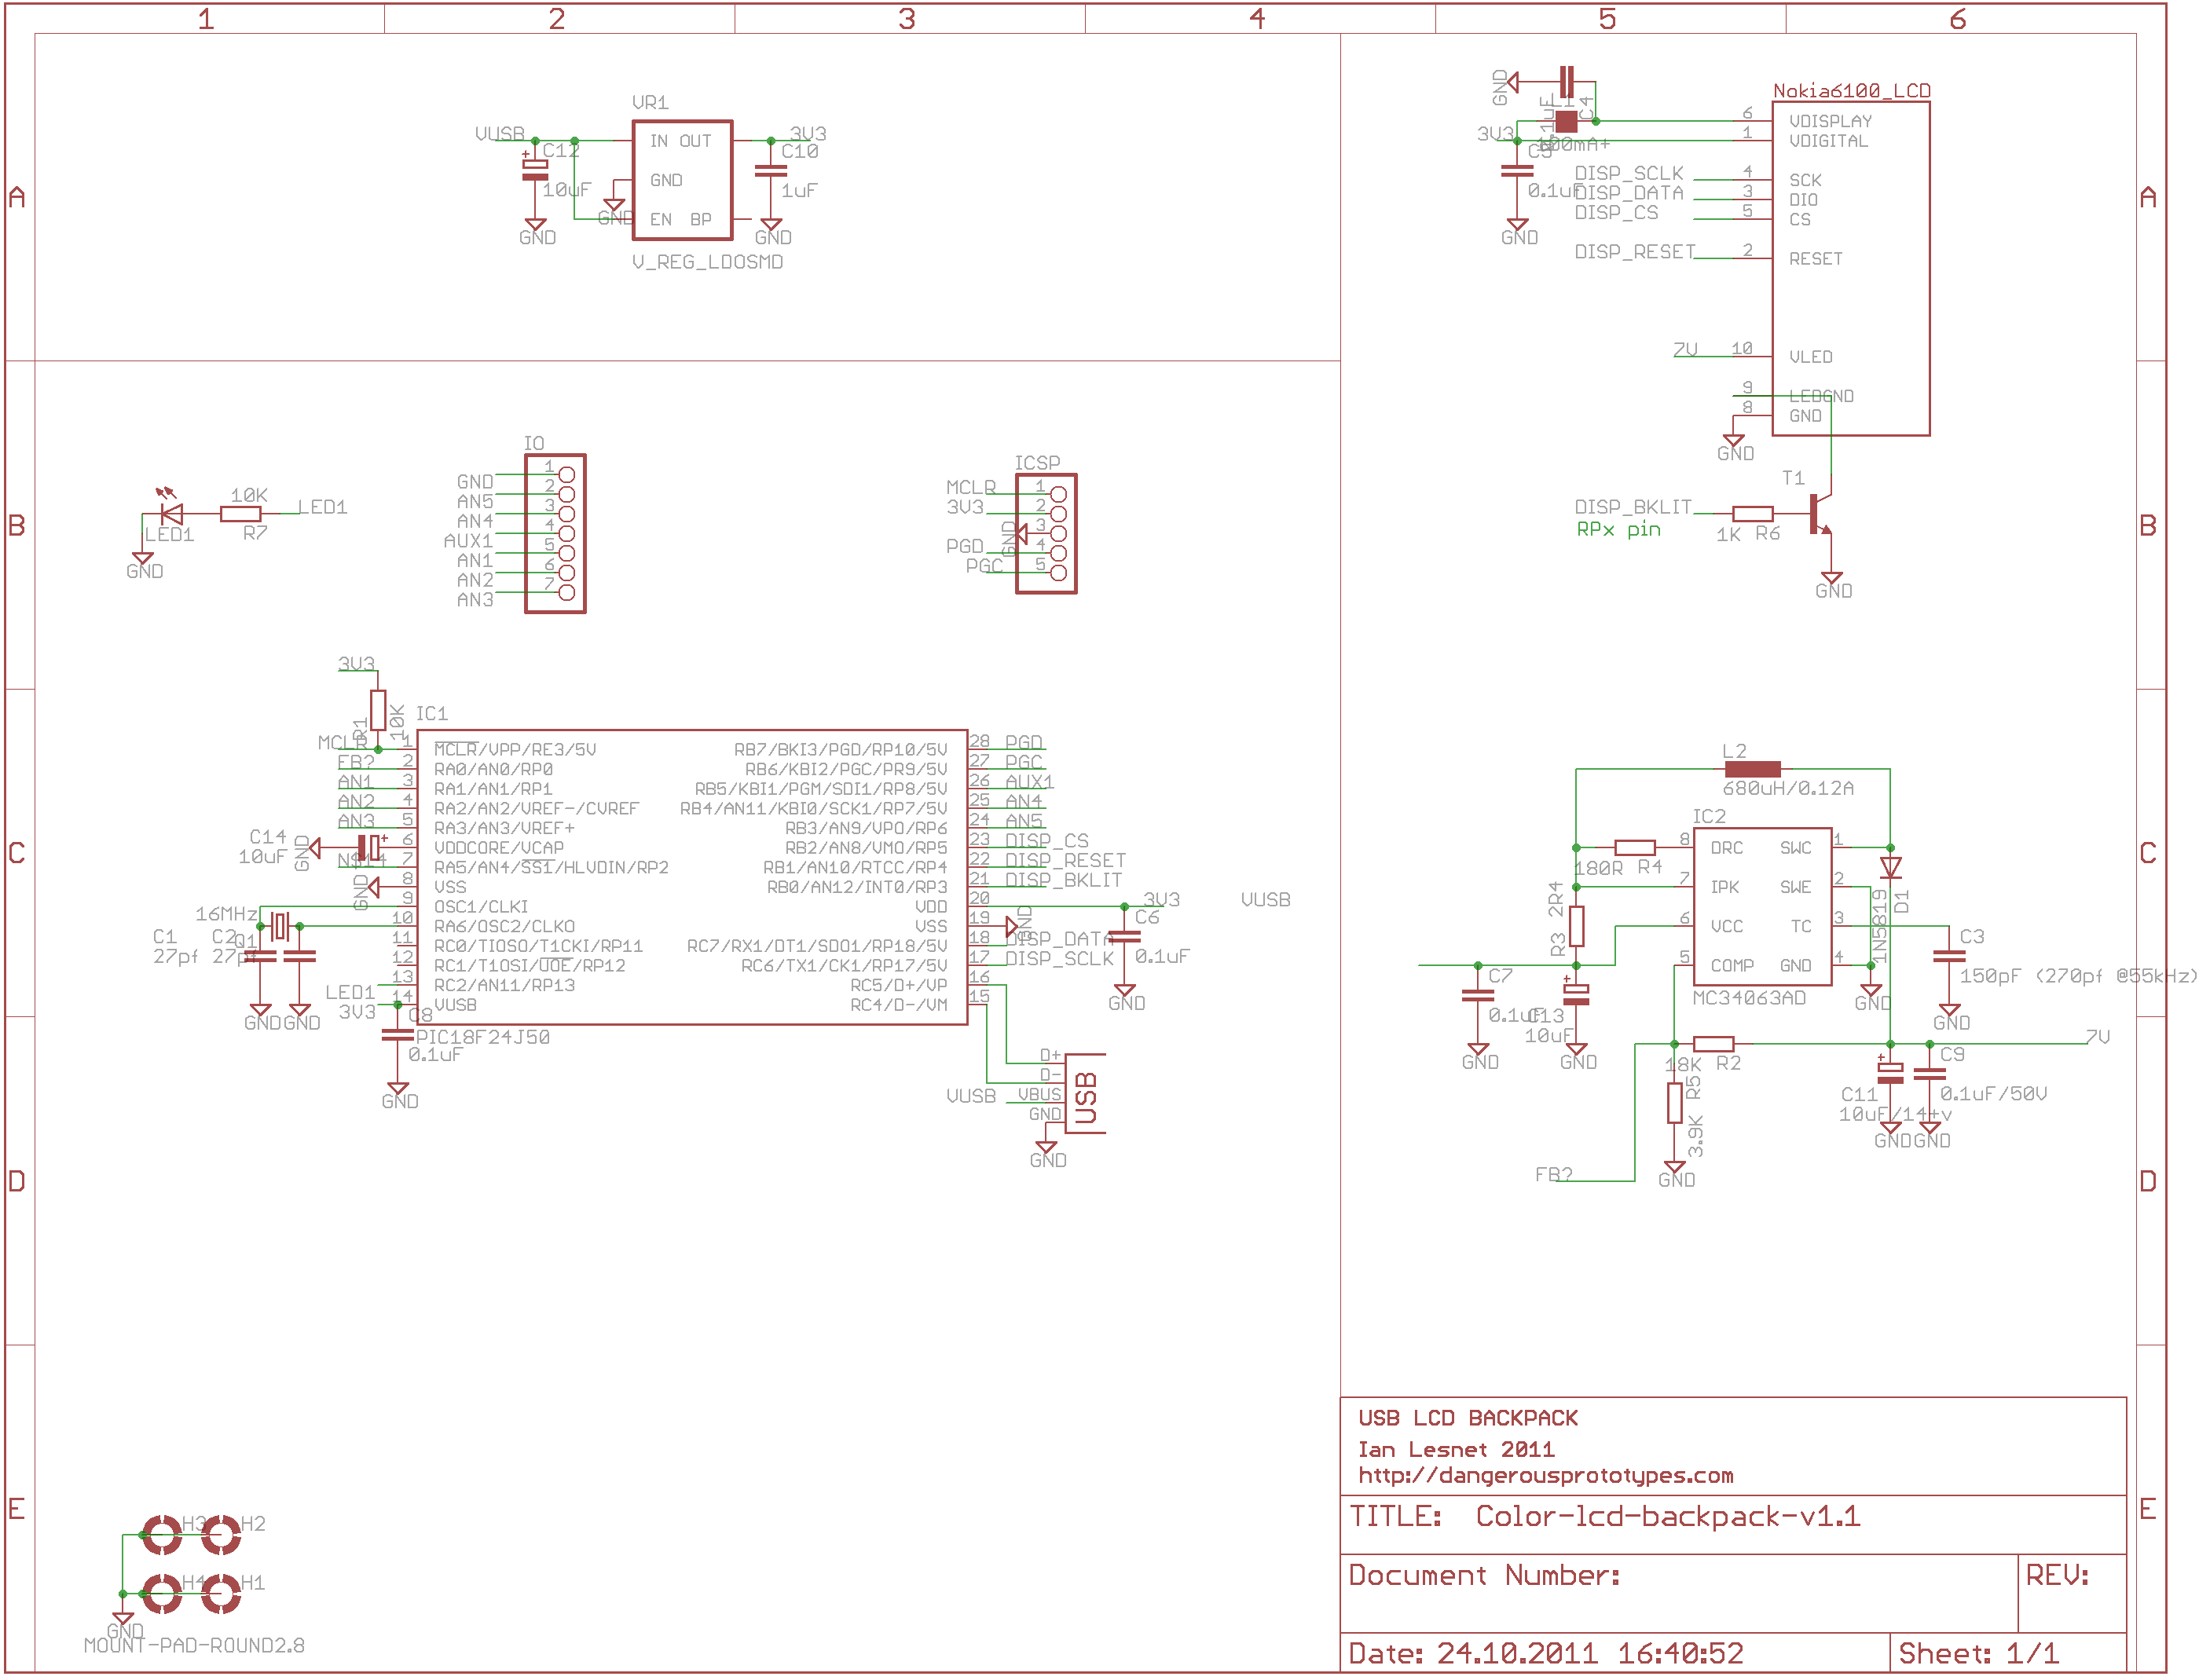 1 2 3 4 5 6
A A
B B
C C
D D
E E
VR1
VUSB
IN OUT
3V3
C12
10uF
C10
1uF
GND
GND
EN BP
GND
GND
V_REG_LDOSMD
GND
C4
L1
Nokia6100_LCD
6 VDISPLAY
3V3
1 VDIGITAL
C5
0.1uF
GND
DISP_SCLK 4 SCK
DISP_DATA 3 DIO
DISP_CS 5 CS
DISP_RESET 2 RESET
7V 10 VLED
9 LEDGND
8 GND
GND
T1
DISP_BKLIT
RPx pin
1K R6
GND
LED1
10K
R7
LED1
GND
IO
GND 1
AN5 2
AN4 3
AUX1 4
AN1 5
AN2 6
AN3 7
ICSP
MCLR 1
3V3 2
GND 3
PGD 4
PGC 5
3V3
R1
10K
IC1
MCLR 1 MCLR/VPP/RE3/5V
FB? 2 RA0/AN0/RP0
AN1 3 RA1/AN1/RP1
AN2 4 RA2/AN2/VREF-/CVREF
AN3 5 RA3/AN3/VREF+
C14
10uF
GND
6 VDDCORE/VCAP
7 RA5/AN4/SS1/HLVDIN/RP2
GND 8 VSS
9 OSC1/CLKI
10 RA6/OSC2/CLKO
11 RC0/TIOSO/T1CKI/RP11
12 RC1/T1OSI/UOE/RP12
LED1 13 RC2/AN11/RP13
3V3 14 VUSB
16MHz
Q1
C1
27pf
C2
27pf
GND GND
C8
0.1uF
GND
PIC18F24J50
RB7/BKI3/PGD/RP10/5V 28 PGD
RB6/KBI2/PGC/PR9/5V 27 PGC
RB5/KBI1/PGM/SDI1/RP8/5V 26 AUX1
RB4/AN11/KBI0/SCK1/RP7/5V 25 AN4
RB3/AN9/VPO/RP6 24 AN5
RB2/AN8/VMO/RP5 23 DISP_CS
RB1/AN10/RTCC/RP4 22 DISP_RESET
RB0/AN12/INT0/RP3 21 DISP_BKLIT
VDD 20 3V3
VSS 19 GND
RC7/RX1/DT1/SDO1/RP18/5V 18 DISP_DATA
RC6/TX1/CK1/RP17/5V 17 DISP_SCLK
RC5/D+/VP 16
RC4/D-/VM 15
C6
0.1uF
GND
VUSB
D+
D-
VUSB VBUS
GND
USB
GND
L2
680uH/0.12A
IC2
180R R4
8 DRC SWC 1
7 IPK SWE 2
6 VCC TC 3
5 COMP GND 4
MC34063AD
2R4
R3
1N5819
D1
C3
150pF (270pf @55kHz)
GND
GND
C7
0.1uF
C13
10uF
GND
GND
18K R2
R5
3.9K
GND
FB?
7V
C11
10uF/14+v
C9
0.1uF/50V
GND GND
H3 H2
H4 H1
GND
MOUNT-PAD-ROUND2.8
USB LCD BACKPACK
Ian Lesnet 2011
http://dangerousprototypes.com
TITLE: Color-lcd-backpack-v1.1
Document Number:
REV:
Date: 24.10.2011 16:40:52
Sheet: 1/1